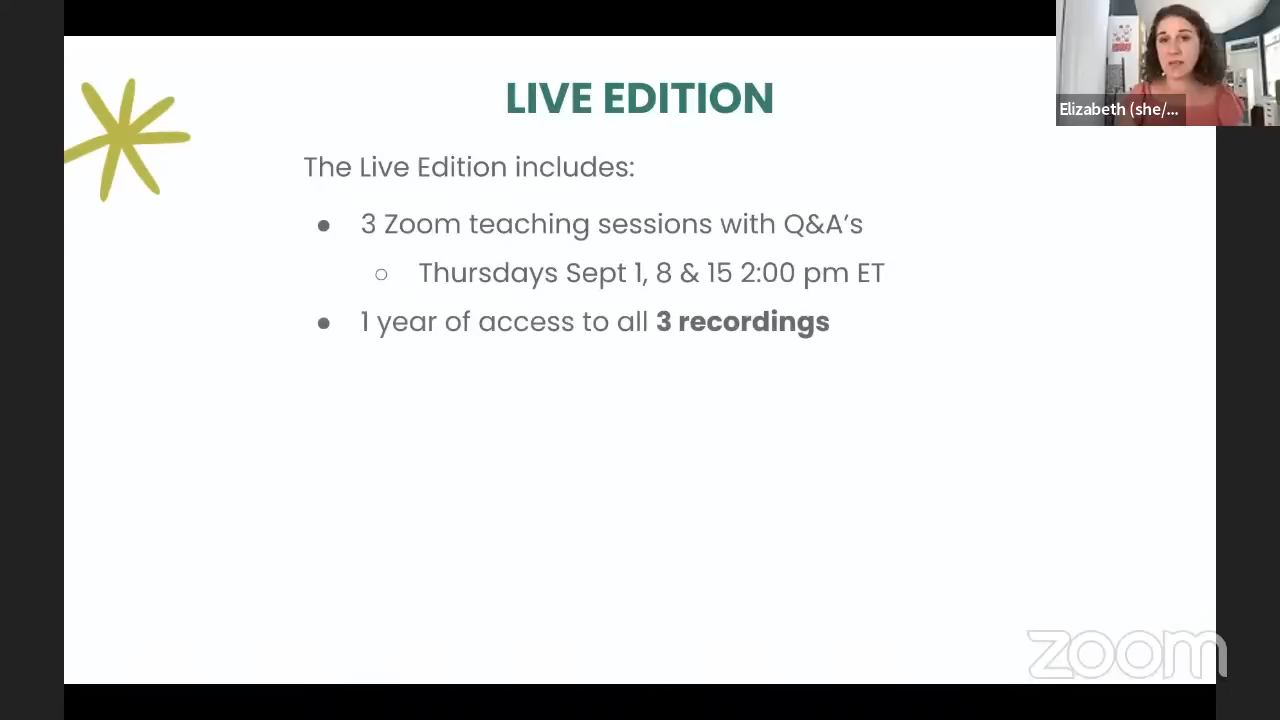 LIVE EDITION
Elizabeth (she/...
The Live Edition includes:
● 3 Zoom teaching sessions with Q&A’s
○ Thursdays Sept 1, 8 & 15 2:00 pm ET
● 1 year of access to all 3 recordings
zoom